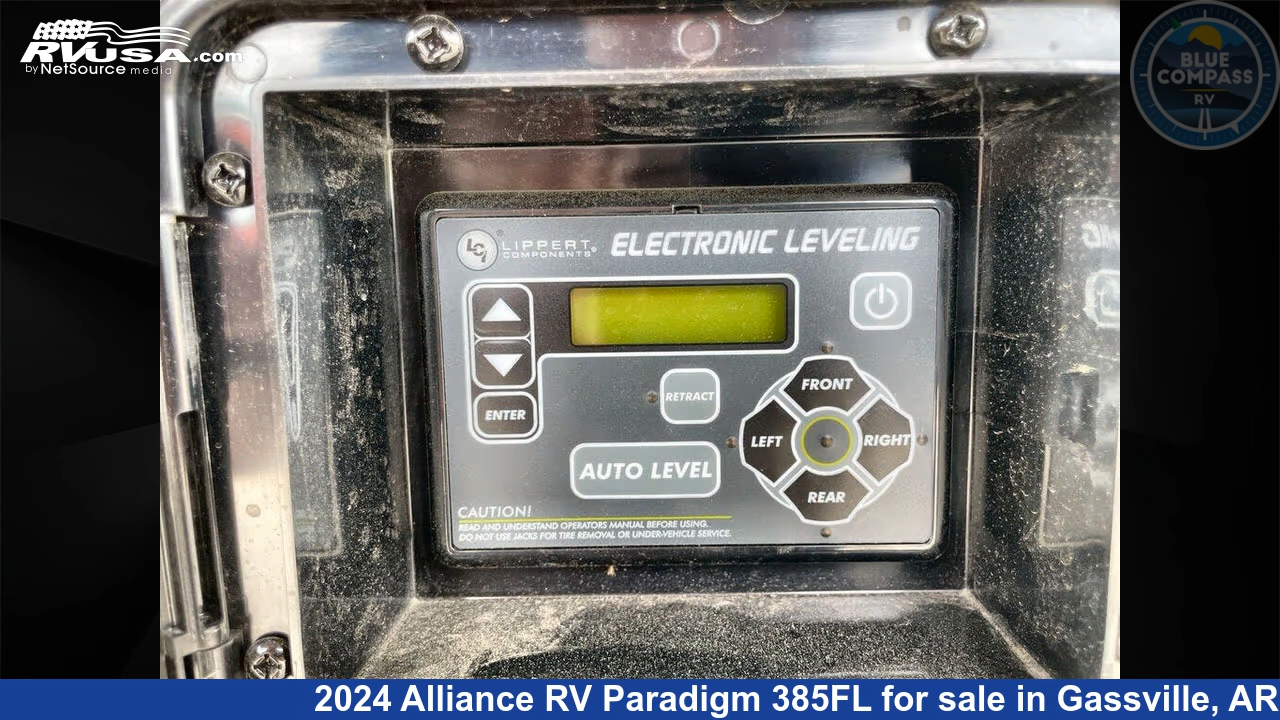 RVUSA.com
by NetSource media
BLUE
COMPASS
RV
LCI® LIPPERT
COMPONENTS®
ELECTRONIC LEVELING
ENTER
RETRACT
AUTO LEVEL
FRONT
LEFT
RIGHT
REAR
CAUTION!
READ AND UNDERSTAND OPERATORS MANUAL BEFORE USING.
DO NOT USE JACKS FOR TIRE REMOVAL OR UNDER-VEHICLE SERVICE.
2024 Alliance RV Paradigm 385FL for sale in Gassville, AR